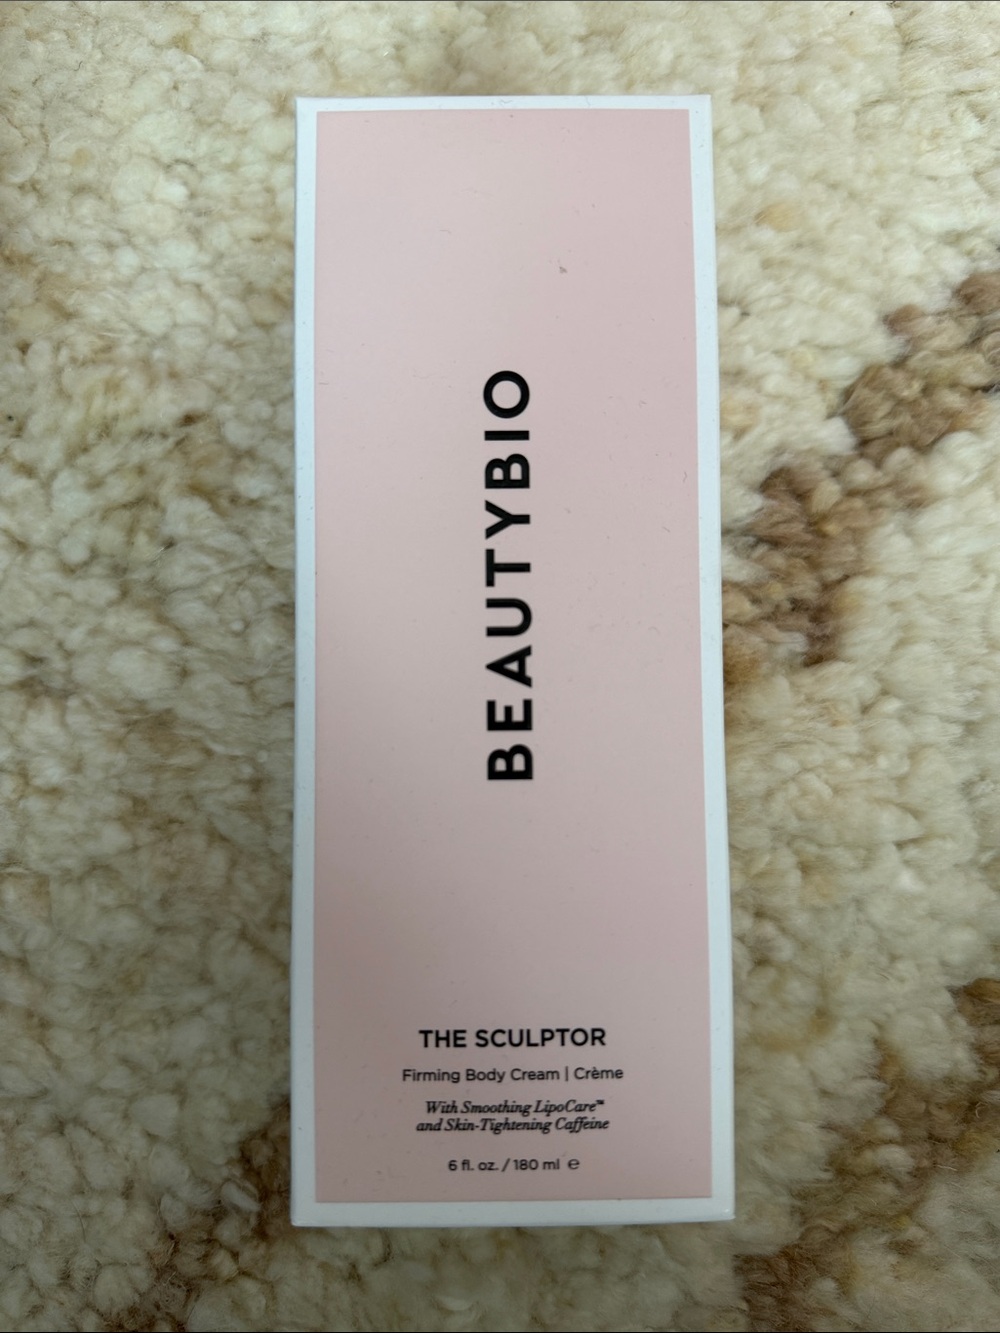 BEAUTYBIO
THE SCULPTOR
Firming Body Cream | Crème
With Smoothing LipoCare™
and Skin-Tightening Caffeine
6 fl. oz. / 180 ml ℮